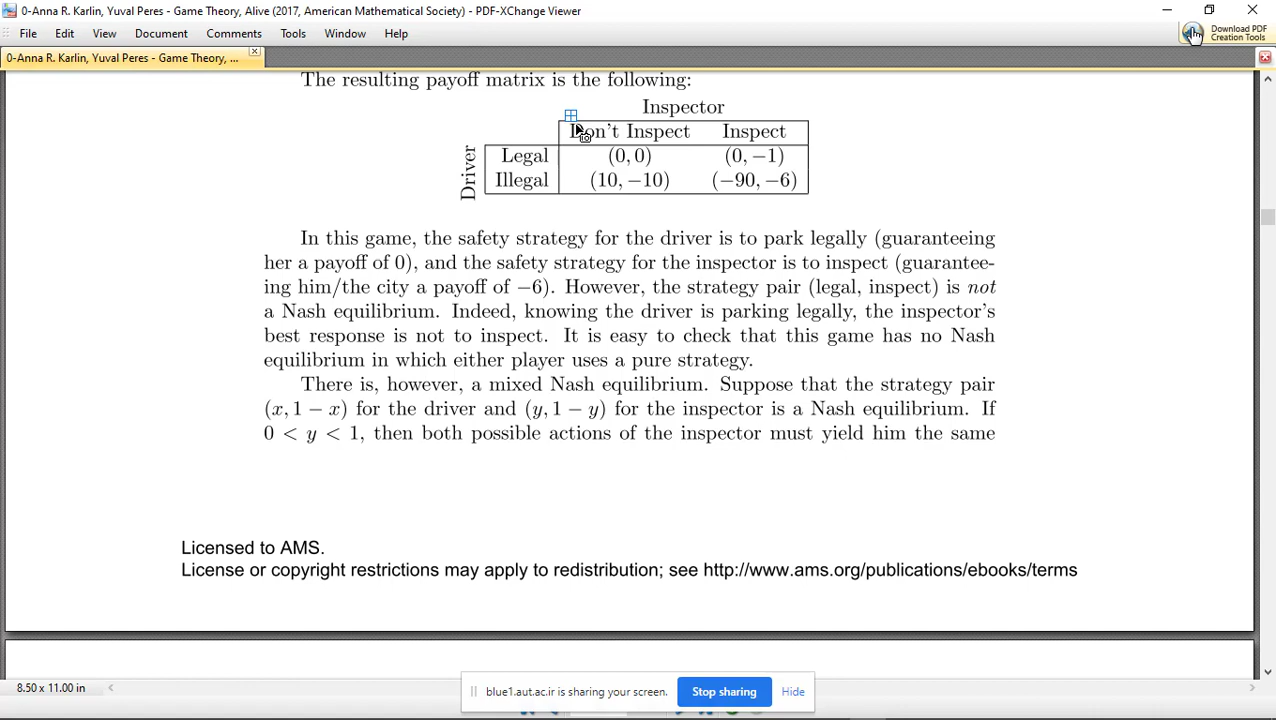 0-Anna R. Karlin, Yuval Peres - Game Theory, Alive (2017, American Mathematical Society) - PDF-XChange Viewer
File Edit View Document Comments Tools Window Help
Download PDF
Creation Tools
0-Anna R. Karlin, Yuval Peres - Game Theory, ...
The resulting payoff matrix is the following:
Inspector
Don't Inspect Inspect
Driver
Legal (0, 0) (0, −1)
Illegal (10, −10) (−90, −6)
In this game, the safety strategy for the driver is to park legally (guaranteeing
her a payoff of 0), and the safety strategy for the inspector is to inspect (guarantee-
ing him/the city a payoff of −6). However, the strategy pair (legal, inspect) is not
a Nash equilibrium. Indeed, knowing the driver is parking legally, the inspector's
best response is not to inspect. It is easy to check that this game has no Nash
equilibrium in which either player uses a pure strategy.
There is, however, a mixed Nash equilibrium. Suppose that the strategy pair
(x, 1 − x) for the driver and (y, 1 − y) for the inspector is a Nash equilibrium. If
0 < y < 1, then both possible actions of the inspector must yield him the same
Licensed to AMS.
License or copyright restrictions may apply to redistribution; see http://www.ams.org/publications/ebooks/terms
8.50 x 11.00 in
blue1.aut.ac.ir is sharing your screen. Stop sharing Hide